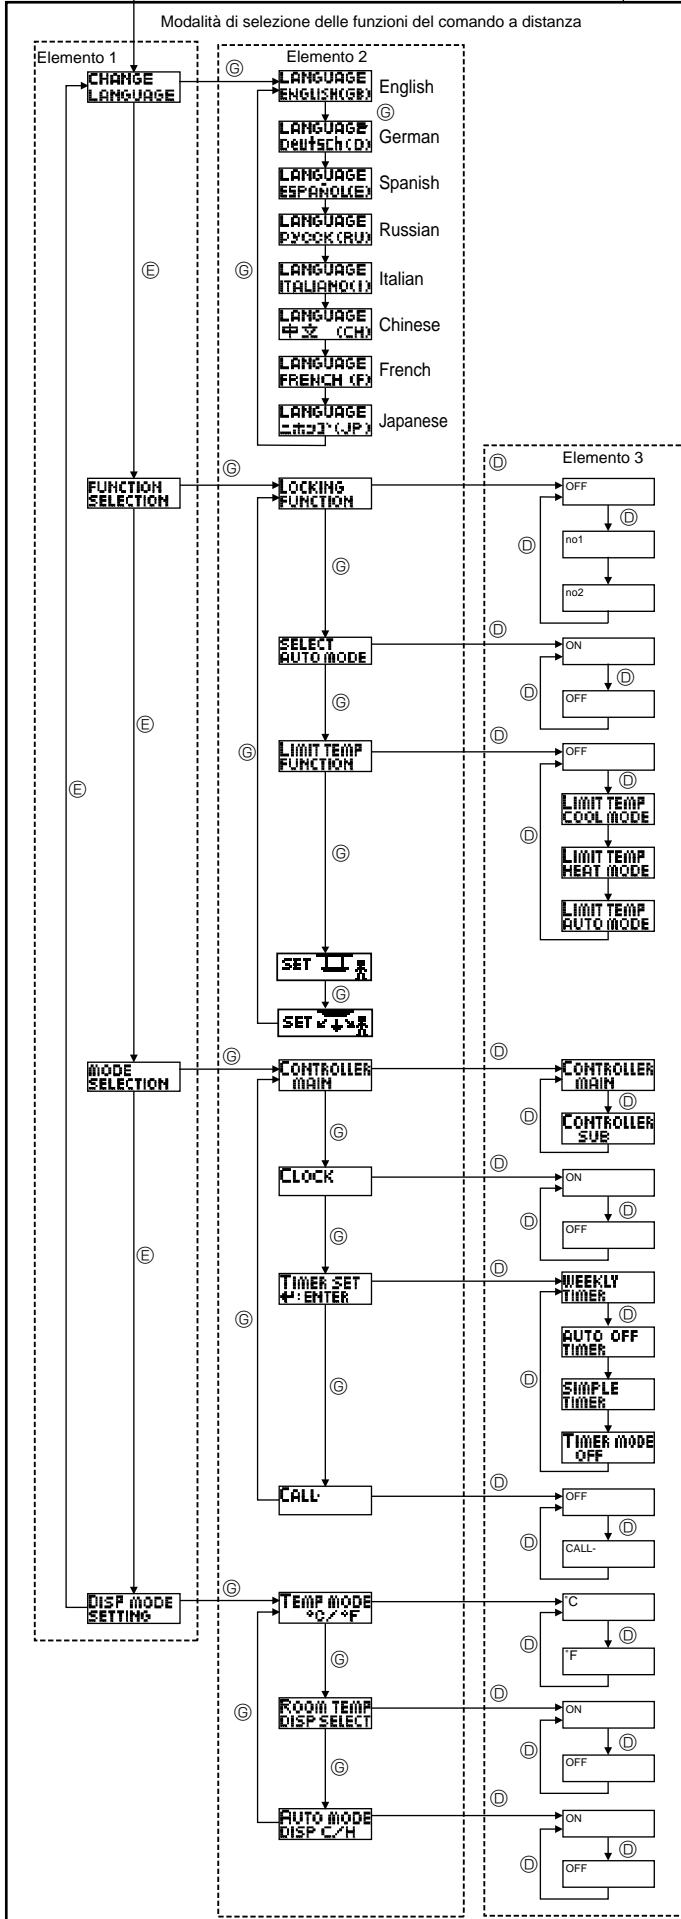 Modalità di selezione delle funzioni del comando a distanza
Elemento 1
Elemento 2
CHANGE
LANGUAGE
Ⓖ
LANGUAGE
ENGLISH(GB)
English
Ⓖ
LANGUAGE
Deutsch(D)
German
LANGUAGE
ESPAÑOL(E)
Spanish
LANGUAGE
РУССК(RU)
Russian
Ⓔ
Ⓖ
LANGUAGE
ITALIANO(I)
Italian
LANGUAGE
中文 (CH)
Chinese
LANGUAGE
FRENCH (F)
French
LANGUAGE
ニホンゴ(JP)
Japanese
Elemento 3
FUNCTION
SELECTION
Ⓖ
LOCKING
FUNCTION
Ⓓ
OFF
Ⓓ
Ⓓ
no1
no2
Ⓖ
SELECT
AUTO MODE
Ⓓ
ON
Ⓓ
Ⓓ
OFF
Ⓖ
Ⓔ
Ⓖ
LIMIT TEMP
FUNCTION
Ⓓ
OFF
Ⓓ
Ⓔ
LIMIT TEMP
COOL MODE
Ⓓ
LIMIT TEMP
HEAT MODE
Ⓖ
LIMIT TEMP
AUTO MODE
SET
Ⓖ
SET
MODE
SELECTION
Ⓖ
CONTROLLER
MAIN
Ⓓ
CONTROLLER
MAIN
Ⓓ
Ⓓ
CONTROLLER
SUB
Ⓖ
CLOCK
Ⓓ
ON
Ⓓ
Ⓓ
OFF
Ⓖ
Ⓔ
TIMER SET
↵:ENTER
Ⓓ
WEEKLY
TIMER
Ⓓ
Ⓖ
AUTO OFF
TIMER
Ⓓ
SIMPLE
TIMER
Ⓖ
TIMER MODE
OFF
CALL-
Ⓓ
OFF
Ⓓ
Ⓓ
CALL-
DISP MODE
SETTING
Ⓖ
TEMP MODE
°C/°F
°C
Ⓓ
Ⓓ
°F
Ⓖ
Ⓖ
ROOM TEMP
DISP SELECT
Ⓓ
ON
Ⓓ
Ⓓ
OFF
Ⓖ
AUTO MODE
DISP C/H
Ⓓ
ON
Ⓓ
Ⓓ
OFF